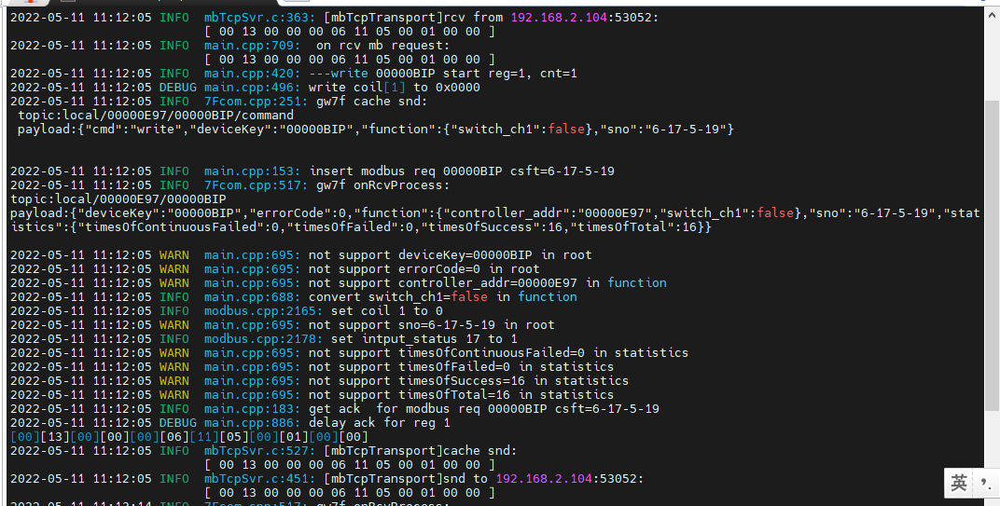 2022-05-11 11:12:05 INFO  mbTcpSvr.c:363: [mbTcpTransport]rcv from 192.168.2.104:53052:
[ 00 13 00 00 00 06 11 05 00 01 00 00 ]
2022-05-11 11:12:05 INFO  main.cpp:709:  on rcv mb request:
[ 00 13 00 00 00 06 11 05 00 01 00 00 ]
2022-05-11 11:12:05 INFO  main.cpp:420: ---write 00000BIP start reg=1, cnt=1
2022-05-11 11:12:05 DEBUG main.cpp:496: write coil[1] to 0x0000
2022-05-11 11:12:05 INFO  7Fcom.cpp:251: gw7f cache snd:
topic:local/00000E97/00000BIP/command
payload:{"cmd":"write","deviceKey":"00000BIP","function":{"switch_ch1":false},"sno":"6-17-5-19"}
2022-05-11 11:12:05 INFO  main.cpp:153: insert modbus req 00000BIP csft=6-17-5-19
2022-05-11 11:12:05 INFO  7Fcom.cpp:517: gw7f onRcvProcess:
topic:local/00000E97/00000BIP
payload:{"deviceKey":"00000BIP","errorCode":0,"function":{"controller_addr":"00000E97","switch_ch1":false},"sno":"6-17-5-19","stat
istics":{"timesOfContinuousFailed":0,"timesOfFailed":0,"timesOfSuccess":16,"timesOfTotal":16}}
2022-05-11 11:12:05 WARN  main.cpp:695: not support deviceKey=00000BIP in root
2022-05-11 11:12:05 WARN  main.cpp:695: not support errorCode=0 in root
2022-05-11 11:12:05 WARN  main.cpp:695: not support controller_addr=00000E97 in function
2022-05-11 11:12:05 INFO  main.cpp:688: convert switch_ch1=false in function
2022-05-11 11:12:05 INFO  modbus.cpp:2165: set coil 1 to 0
2022-05-11 11:12:05 WARN  main.cpp:695: not support sno=6-17-5-19 in root
2022-05-11 11:12:05 INFO  modbus.cpp:2178: set intput_status 17 to 1
2022-05-11 11:12:05 WARN  main.cpp:695: not support timesOfContinuousFailed=0 in statistics
2022-05-11 11:12:05 WARN  main.cpp:695: not support timesOfFailed=0 in statistics
2022-05-11 11:12:05 WARN  main.cpp:695: not support timesOfSuccess=16 in statistics
2022-05-11 11:12:05 WARN  main.cpp:695: not support timesOfTotal=16 in statistics
2022-05-11 11:12:05 INFO  main.cpp:183: get ack  for modbus req 00000BIP csft=6-17-5-19
2022-05-11 11:12:05 DEBUG main.cpp:886: delay ack for reg 1
[00][13][00][00][00][06][11][05][00][01][00][00]
2022-05-11 11:12:05 INFO  mbTcpSvr.c:527: [mbTcpTransport]cache snd:
[ 00 13 00 00 00 06 11 05 00 01 00 00 ]
2022-05-11 11:12:05 INFO  mbTcpSvr.c:451: [mbTcpTransport]snd to 192.168.2.104:53052:
[ 00 13 00 00 00 06 11 05 00 01 00 00 ]
英